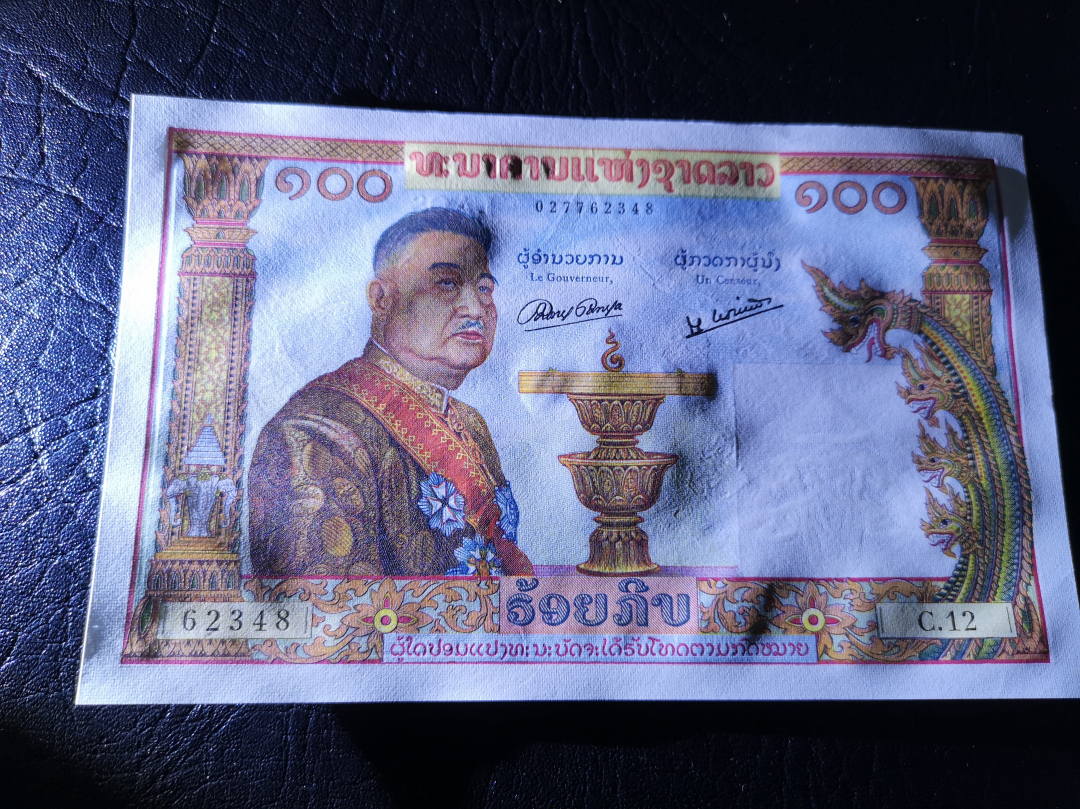 ທະນາຄານແຫ່ງຊາດລາວ
໑໐໐
໑໐໐
027762348
ຜູ້ອຳນວຍການ
Le Gouverneur,
ຜູ້ກວດກາຜູ້ນຶ່ງ
Un Censeur,
62348
ຮ້ອຍກີບ
C.12
ຜູ້ໃດປອມແປງທະນະບັດຈະໄດ້ຮັບໂທດຕາມກົດໝາຍ